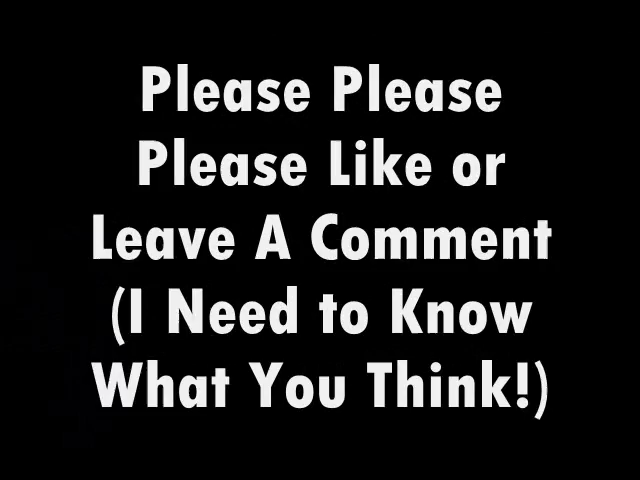 Please Please
Please Like or
Leave A Comment
(I Need to Know
What You Think!)